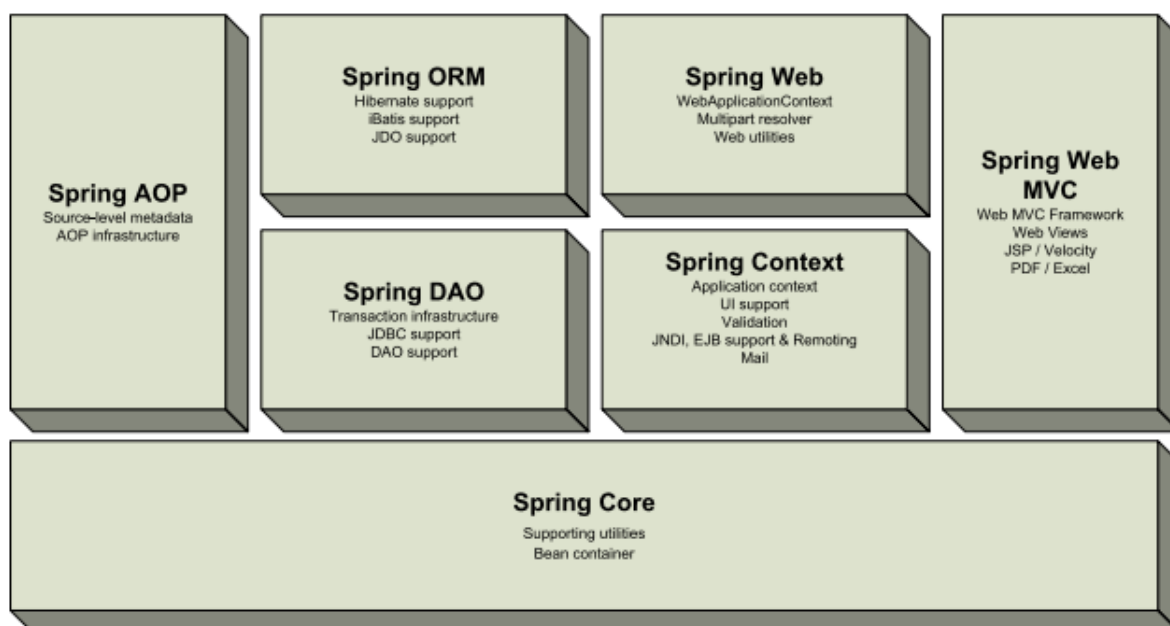 Spring ORM
Hibernate support
iBatis support
JDO support
Spring Web
WebApplicationContext
Multipart resolver
Web utilities
Spring AOP
Source-level metadata
AOP infrastructure
Spring Web
MVC
Web MVC Framework
Web Views
JSP / Velocity
PDF / Excel
Spring DAO
Transaction infrastructure
JDBC support
DAO support
Spring Context
Application context
UI support
Validation
JNDI, EJB support & Remoting
Mail
Spring Core
Supporting utilities
Bean container